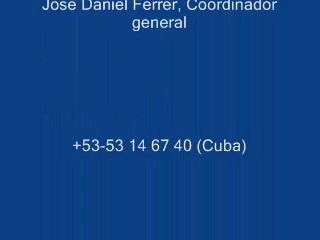 José Daniel Ferrer, Coordinador
general
+53-53 14 67 40 (Cuba)